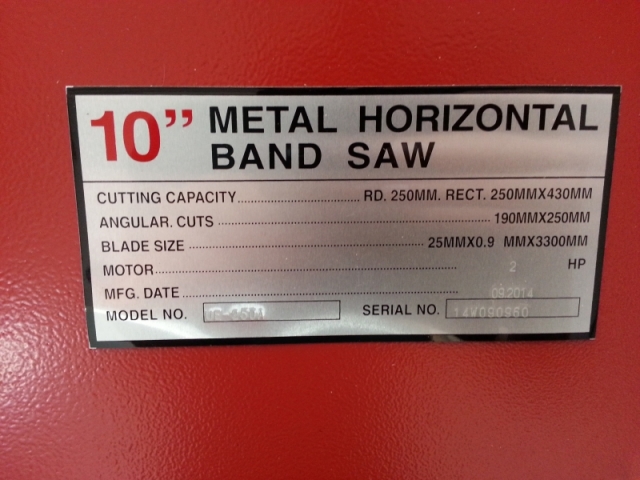 10” METAL HORIZONTAL
BAND SAW
CUTTING CAPACITY RD. 250MM. RECT. 250MMX430MM
ANGULAR. CUTS 190MMX250MM
BLADE SIZE 25MMX0.9 MMX3300MM
MOTOR 2 HP
MFG. DATE 09.2014
MODEL NO. SERIAL NO.